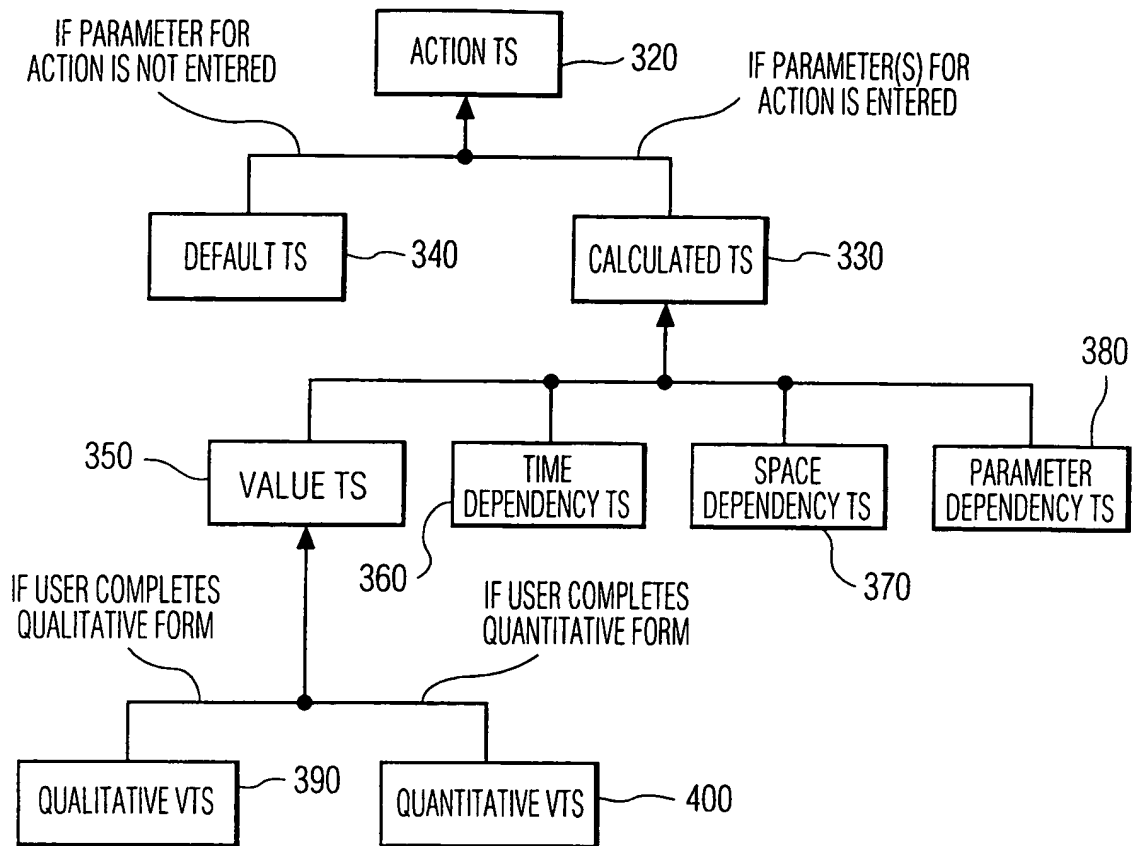 IF PARAMETER FOR
ACTION IS NOT ENTERED
ACTION TS
320
IF PARAMETER(S) FOR
ACTION IS ENTERED
DEFAULT TS
340
CALCULATED TS
330
380
350
VALUE TS
TIME
DEPENDENCY TS
SPACE
DEPENDENCY TS
PARAMETER
DEPENDENCY TS
360
370
IF USER COMPLETES
QUALITATIVE FORM
IF USER COMPLETES
QUANTITATIVE FORM
QUALITATIVE VTS
390
QUANTITATIVE VTS
400